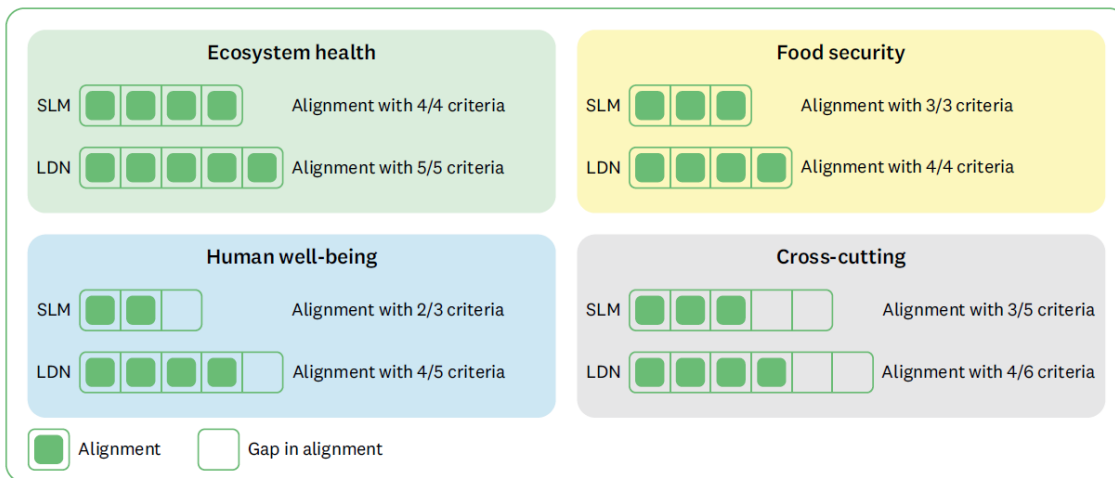 Ecosystem health
SLM Alignment with 4/4 criteria
LDN Alignment with 5/5 criteria
Food security
SLM Alignment with 3/3 criteria
LDN Alignment with 4/4 criteria
Human well-being
SLM Alignment with 2/3 criteria
LDN Alignment with 4/5 criteria
Cross-cutting
SLM Alignment with 3/5 criteria
LDN Alignment with 4/6 criteria
Alignment Gap in alignment